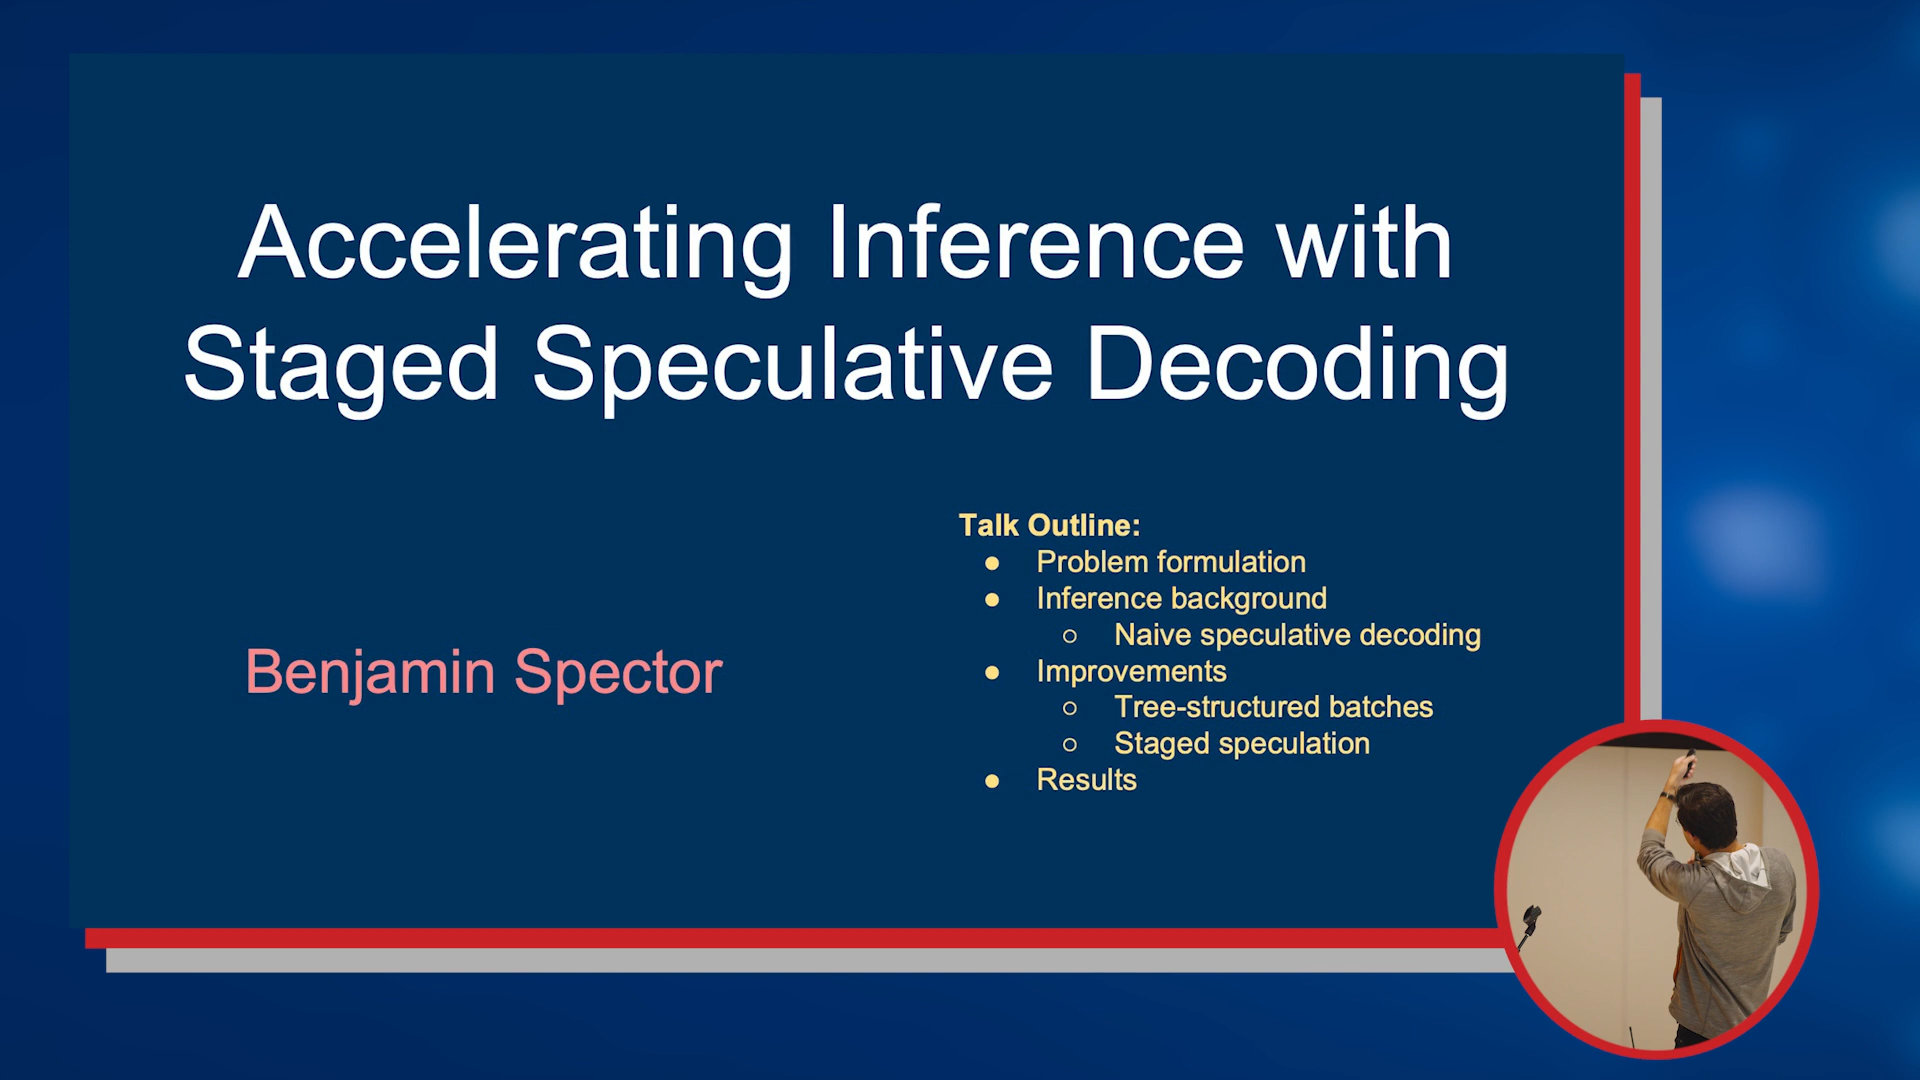 Accelerating Inference with
Staged Speculative Decoding
Benjamin Spector
Talk Outline:
● Problem formulation
● Inference background
○ Naive speculative decoding
● Improvements
○ Tree-structured batches
○ Staged speculation
● Results